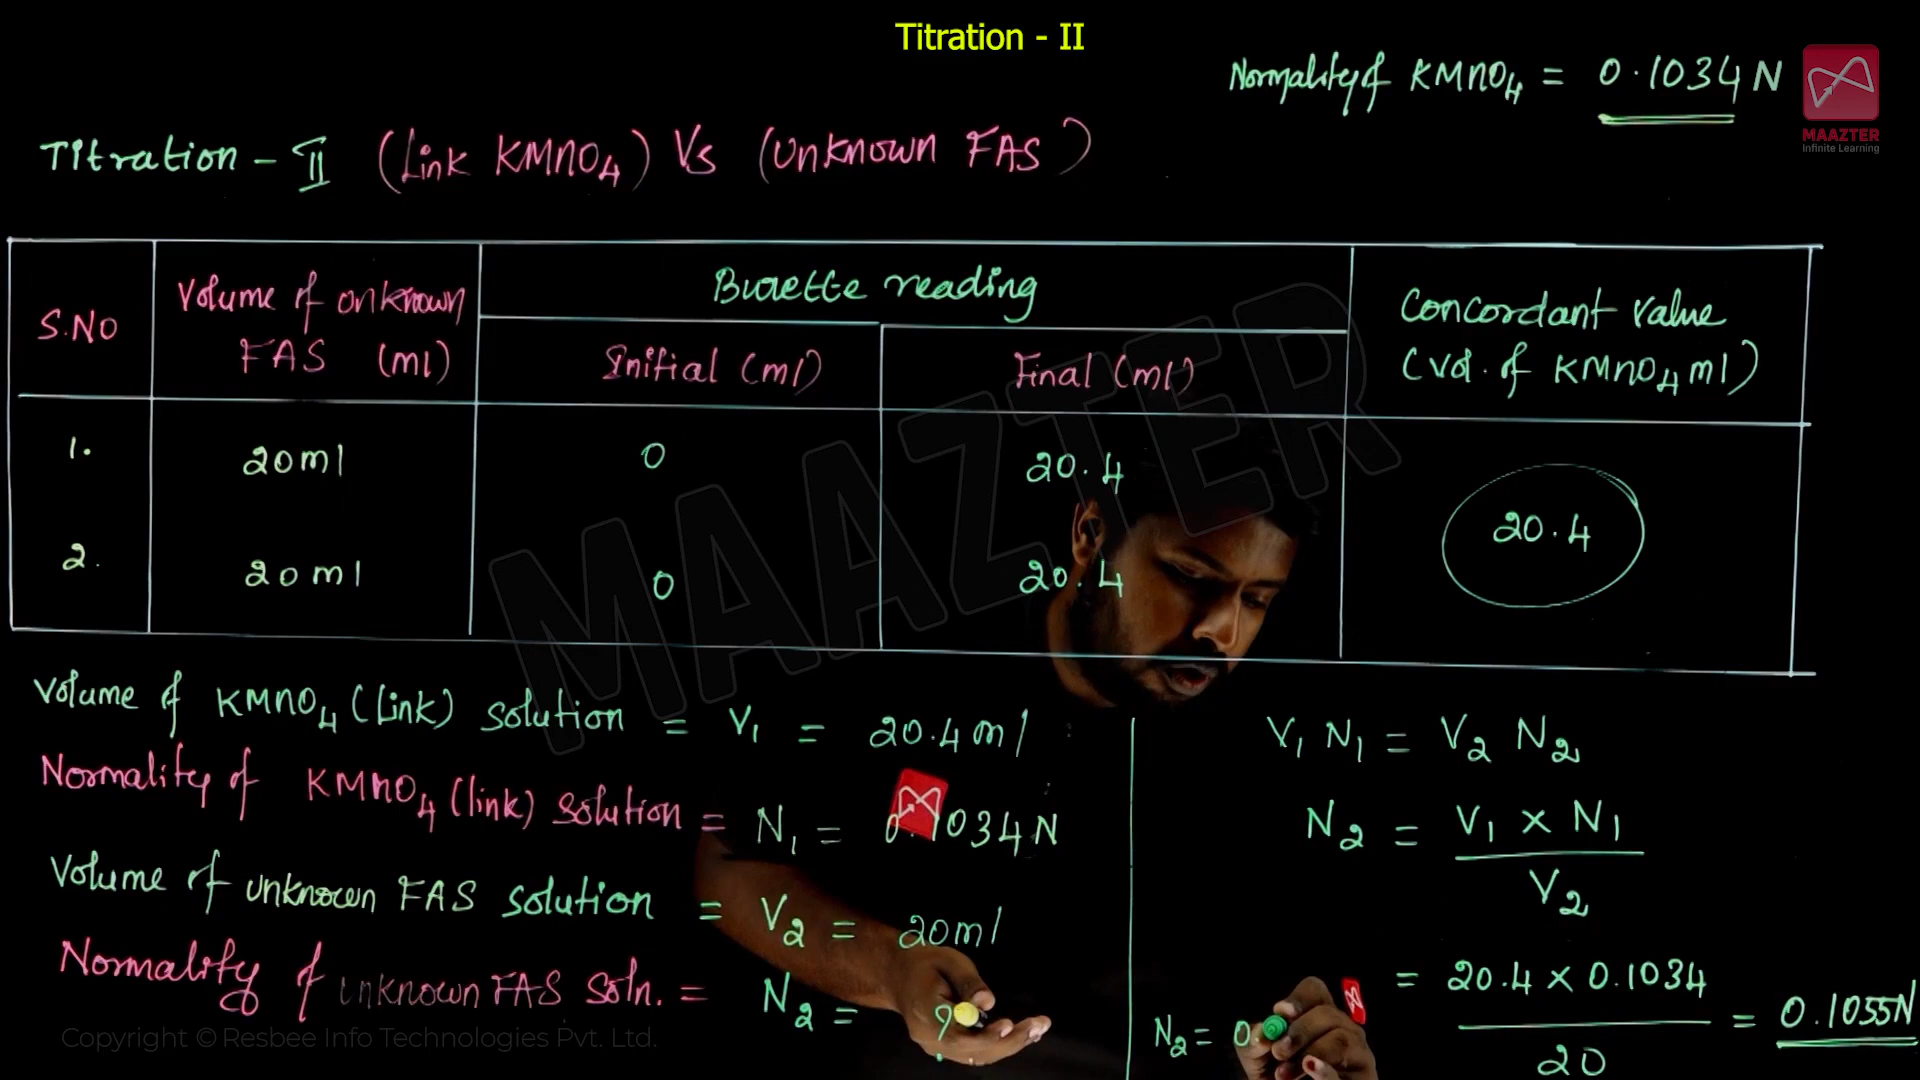 Titration - II
Normality of KMnO4 = 0.1034 N
MAAZTER
Infinite Learning
Titration - II (Link KMnO4) Vs (Unknown FAS)
S.NO
Volume of unknown FAS (ml)
Burette reading
Initial (ml)
Final (ml)
Concordant Value
(Vol. of KMnO4 ml)
1. 20ml 0 20.4
20.4
2. 20ml 0 20.4
MAAZTER
Volume of KMnO4 (Link) solution = V1 = 20.4ml
Normality of KMnO4 (link) solution = N1 = 0.1034N
Volume of unknown FAS solution = V2 = 20ml
Normality of unknown FAS soln. = N2 = ?
V1 N1 = V2 N2
N2 = V1 x N1
V2
= 20.4 x 0.1034
20
= 0.1055N
N2 = 0.
Copyright © Resbee Info Technologies Pvt. Ltd.